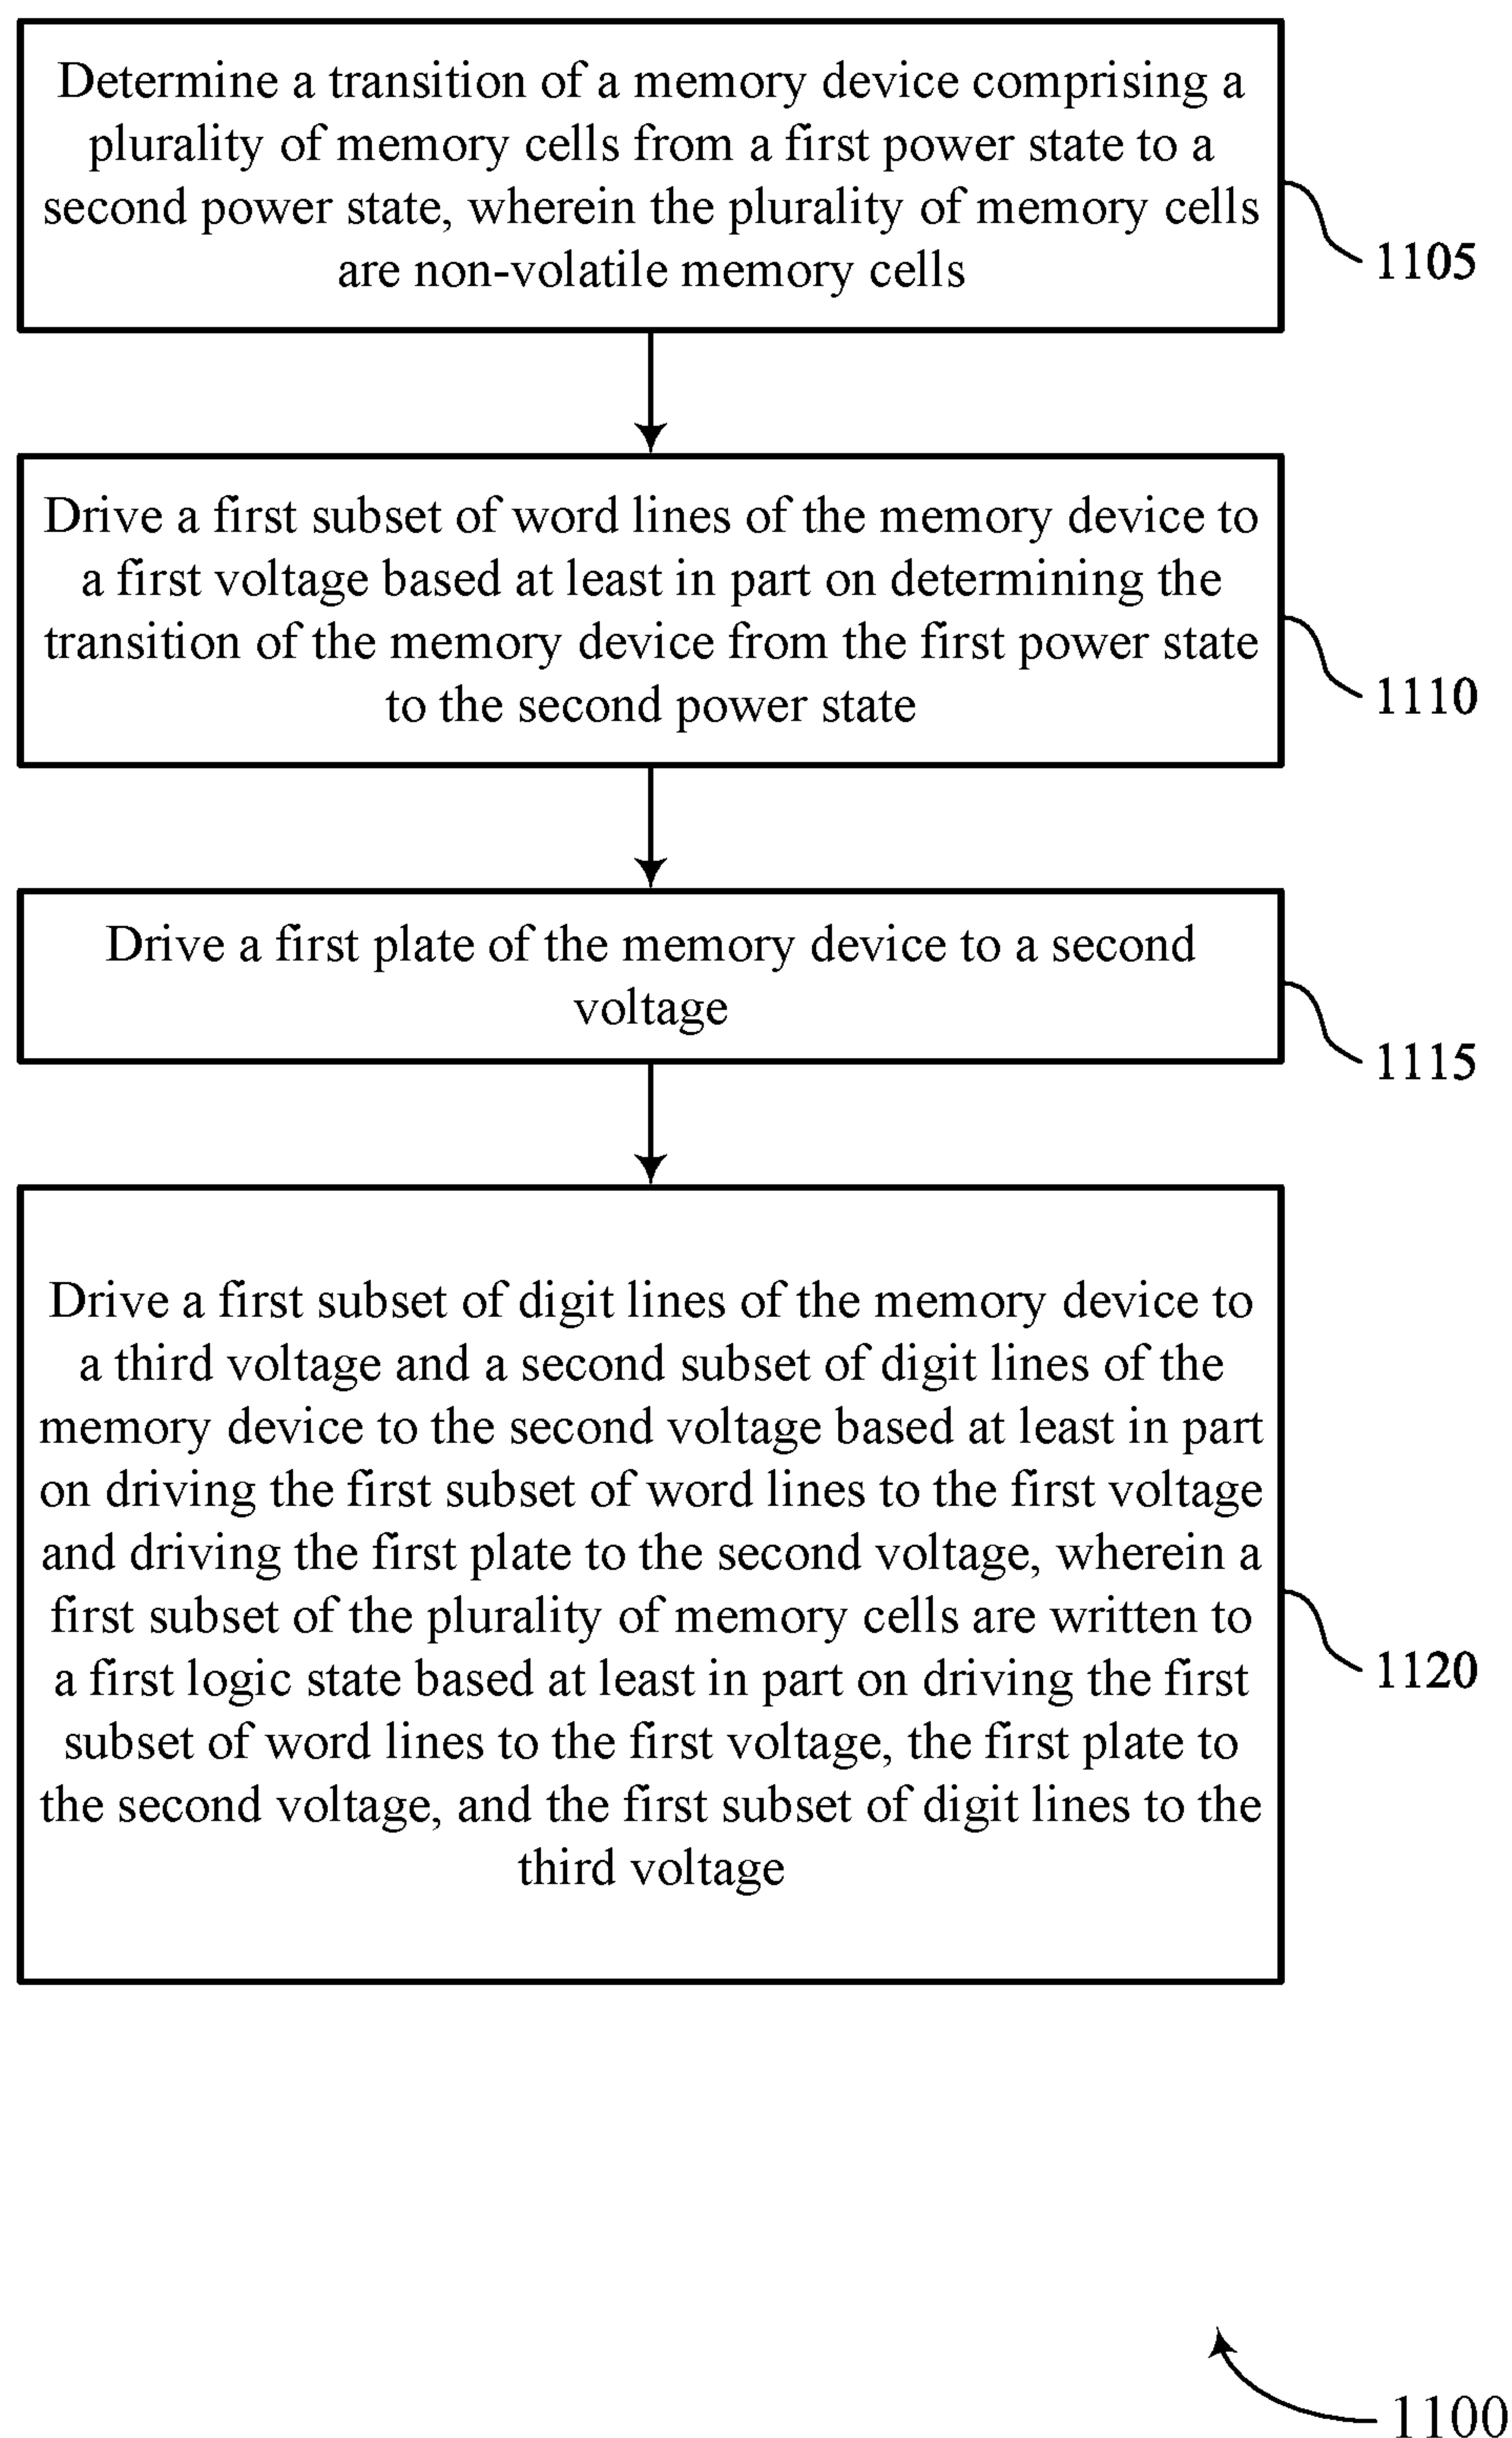 Determine a transition of a memory device comprising a
plurality of memory cells from a first power state to a
second power state, wherein the plurality of memory cells
are non-volatile memory cells
1105
Drive a first subset of word lines of the memory device to
a first voltage based at least in part on determining the
transition of the memory device from the first power state
to the second power state
1110
Drive a first plate of the memory device to a second
voltage
1115
Drive a first subset of digit lines of the memory device to
a third voltage and a second subset of digit lines of the
memory device to the second voltage based at least in part
on driving the first subset of word lines to the first voltage
and driving the first plate to the second voltage, wherein a
first subset of the plurality of memory cells are written to
a first logic state based at least in part on driving the first
subset of word lines to the first voltage, the first plate to
the second voltage, and the first subset of digit lines to the
third voltage
1120
1100